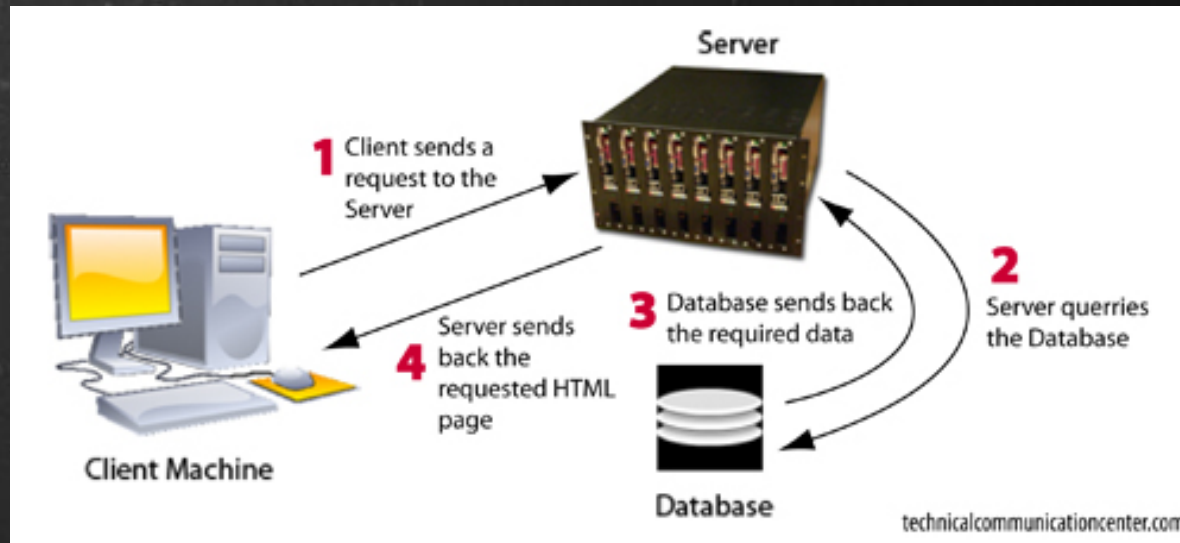 Server
1 Client sends a
request to the
Server
2
Server querries
the Database
3 Database sends back
the required data
4 Server sends
back the
requested HTML
page
Client Machine
Database
technicalcommunicationcenter.com